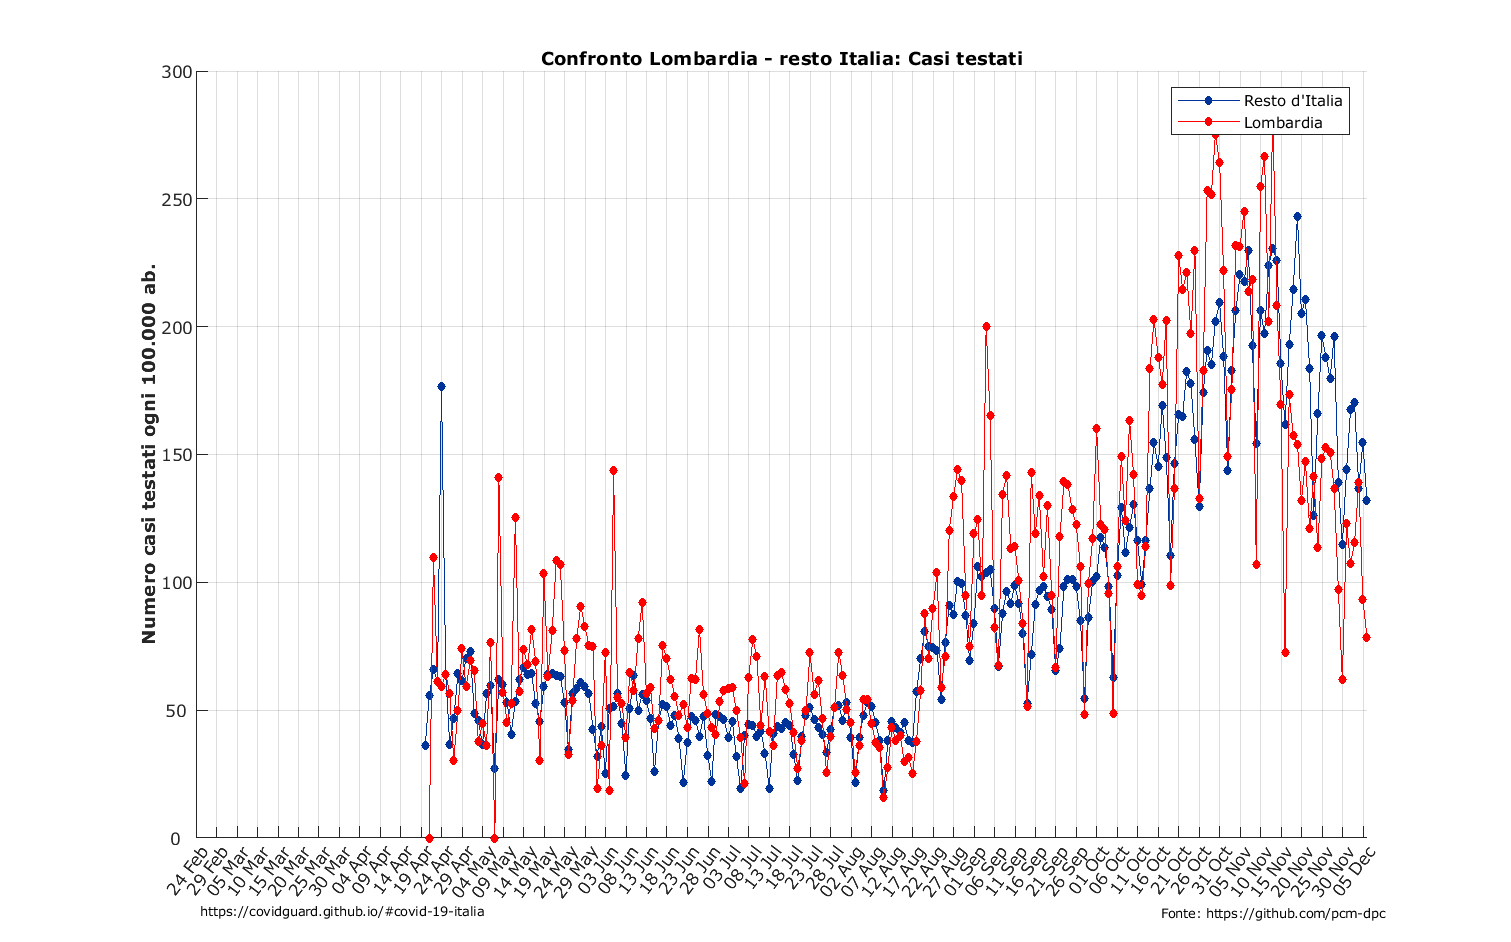 Confronto Lombardia - resto Italia: Casi testati
Resto d'Italia
Lombardia
Numero casi testati ogni 100.000 ab.
300
250
200
150
100
50
0
24 Feb
29 Feb
05 Mar
10 Mar
15 Mar
20 Mar
25 Mar
30 Mar
04 Apr
09 Apr
14 Apr
19 Apr
24 Apr
29 Apr
04 May
09 May
14 May
19 May
24 May
29 May
03 Jun
08 Jun
13 Jun
18 Jun
23 Jun
28 Jun
03 Jul
08 Jul
13 Jul
18 Jul
23 Jul
28 Jul
02 Aug
07 Aug
12 Aug
17 Aug
22 Aug
27 Aug
01 Sep
06 Sep
11 Sep
16 Sep
21 Sep
26 Sep
01 Oct
06 Oct
11 Oct
16 Oct
21 Oct
26 Oct
31 Oct
05 Nov
10 Nov
15 Nov
20 Nov
25 Nov
30 Nov
05 Dec
https://covidguard.github.io/#covid-19-italia
Fonte: https://github.com/pcm-dpc